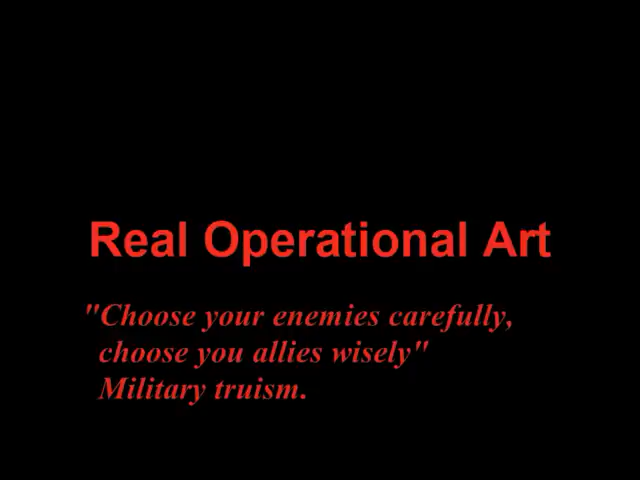 Real Operational Art
"Choose your enemies carefully,
choose you allies wisely"
Military truism.